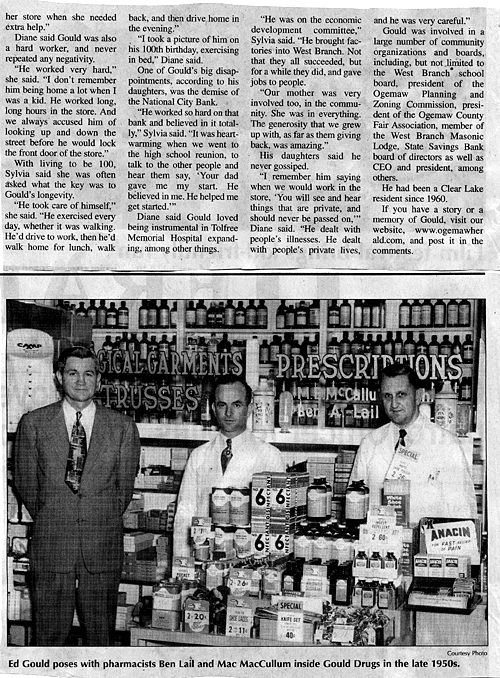 her store when she needed
extra help."
Diane said Gould was also
a hard worker, and never
repeated any negativity.
"He worked very hard,"
she said. "I don't remember
him being home a lot when I
was a kid. He worked long,
long hours in the store. And
we always accused him of
looking up and down the
street before he would lock
the front door of the store."
With living to be 100,
Sylvia said she was often
asked what the key was to
Gould's longevity.
"He took care of himself,"
she said. "He exercised every
day, whether it was walking.
He'd drive to work, then he'd
walk home for lunch, walk
back, and then drive home in
the evening."
"I took a picture of him on
his 100th birthday, exercising
in bed," Diane said.
One of Gould's big disap-
pointments, according to his
daughters, was the demise of
the National City Bank.
"He worked so hard on that
bank and believed in it total-
ly," Sylvia said. "It was heart-
warming when we went to
the high school reunion, to
talk to the other people and
hear them say, 'Your dad
gave me my start. He
believed in me. He helped me
get started.'"
Diane said Gould loved
being instrumental in Tolfree
Memorial Hospital expand-
ing, among other things.
"He was on the economic
development committee,"
Sylvia said. "He brought fac-
tories into West Branch. Not
that they all succeeded, but
for a while they did, and gave
jobs to people.
"Our mother was very
involved too, in the commu-
nity. She was in everything.
The generosity that we grew
up with, as far as them giving
back, was amazing."
His daughters said he
never gossiped.
"I remember him saying
when we would work in the
store, 'You will see and hear
things that are private, and
should never be passed on,'"
Diane said. "He dealt with
people's illnesses. He dealt
with people's private lives,
and he was very careful."
Gould was involved in a
large number of community
organizations and boards,
including, but not limited to
the West Branch school
board, president of the
Ogemaw Planning and
Zoning Commission, presi-
dent of the Ogemaw County
Fair Association, member of
the West Branch Masonic
Lodge, State Savings Bank
board of directors as well as
CEO and president, among
others.
He had been a Clear Lake
resident since 1960.
If you have a story or a
memory of Gould, visit our
website, www.ogemawher
ald.com, and post it in the
comments.
GICAL GARMENTS
TRUSSES
PRESCRIPTIONS
M.F. McCullu
Ben A. Lail
SPECIAL
6 6
6 6
ANACIN
FOR FAST RELIEF
OF PAIN
SPECIAL
KNIFE SET
40¢
Courtesy Photo
Ed Gould poses with pharmacists Ben Lail and Mac MacCullum inside Gould Drugs in the late 1950s.